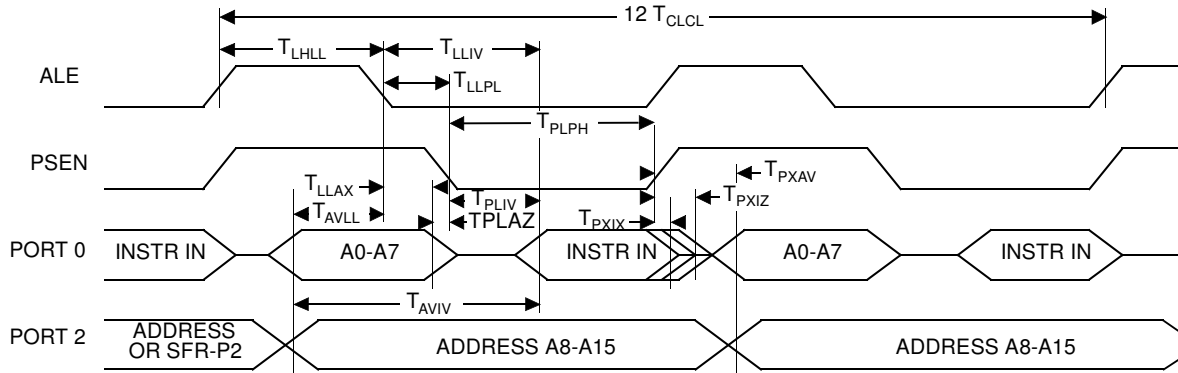 12 TCLCL
TLHLL
TLLIV
ALE
TLLPL
TPLPH
PSEN
TPXAV
TLLAX
TPLIV
TPXIZ
TAVLL
TPLAZ
TPXIX
PORT 0
INSTR IN
A0-A7
INSTR IN
A0-A7
INSTR IN
TAVIV
PORT 2
ADDRESS
OR SFR-P2
ADDRESS A8-A15
ADDRESS A8-A15